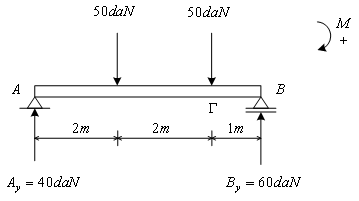 50daN 50daN M
+
A B
Γ
2m 2m 1m
A_y = 40daN B_y = 60daN